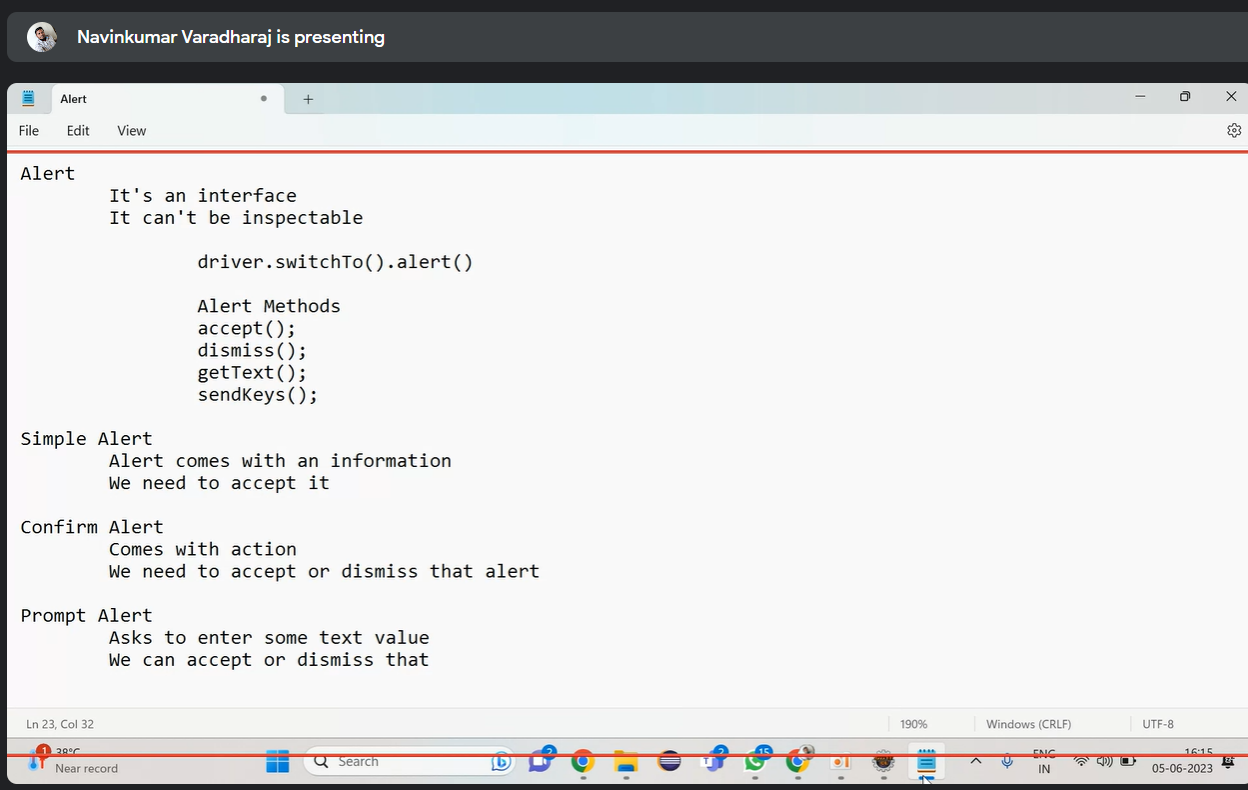 Navinkumar Varadharaj is presenting
Alert
File Edit View
Alert
It's an interface
It can't be inspectable
driver.switchTo().alert()
Alert Methods
accept();
dismiss();
getText();
sendKeys();
Simple Alert
Alert comes with an information
We need to accept it
Confirm Alert
Comes with action
We need to accept or dismiss that alert
Prompt Alert
Asks to enter some text value
We can accept or dismiss that
Ln 23, Col 32 190% Windows (CRLF) UTF-8
1 38°C
Near record
Search
2
2
15
ENG
IN
16:15
05-06-2023